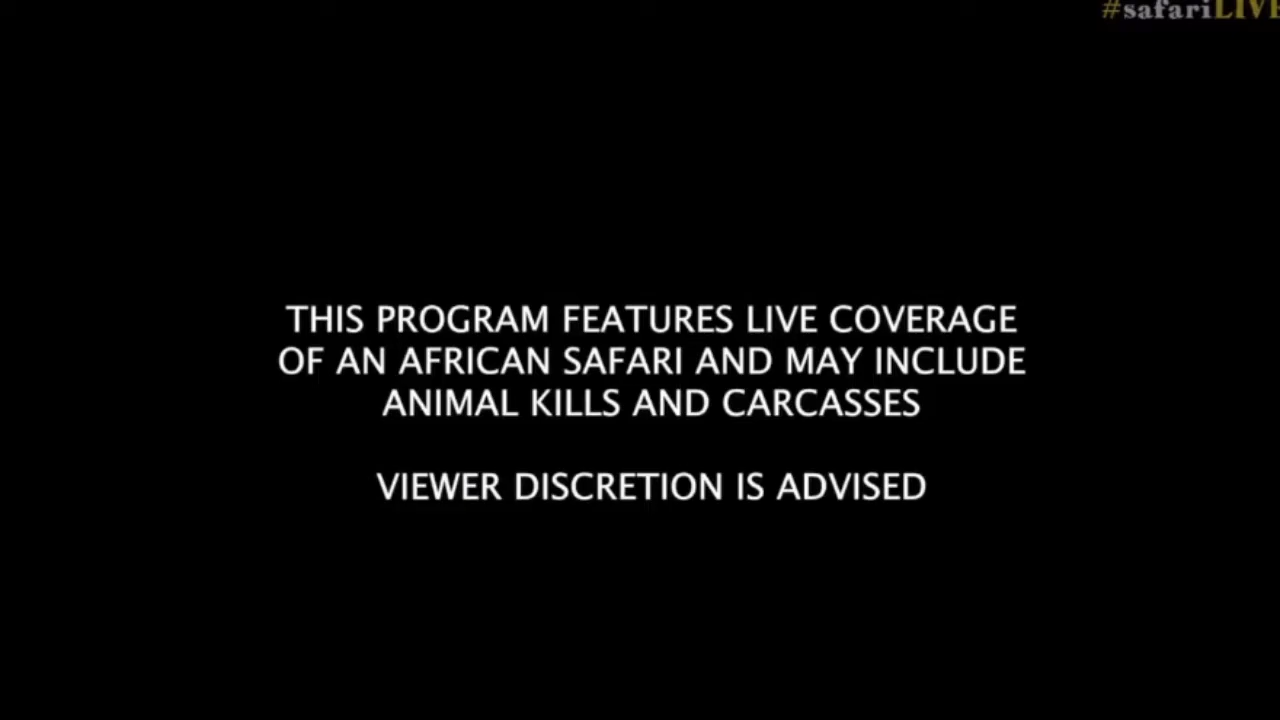 #safariLIVE
THIS PROGRAM FEATURES LIVE COVERAGE
OF AN AFRICAN SAFARI AND MAY INCLUDE
ANIMAL KILLS AND CARCASSES
VIEWER DISCRETION IS ADVISED